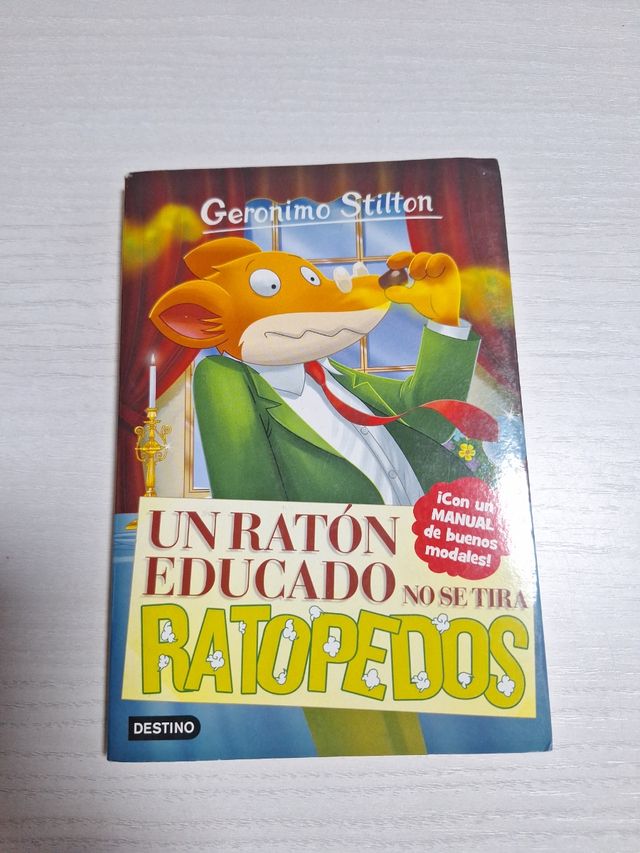 Geronimo Stilton
¡Con un
MANUAL
de buenos
modales!
UN RATÓN
EDUCADO NO SE TIRA
RATOPEDOS
DESTINO